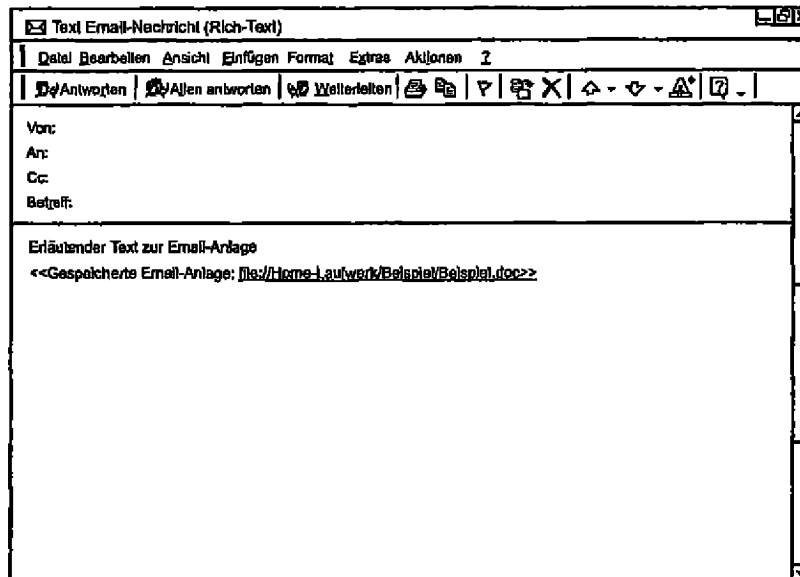 Text Email-Nachricht (Rich-Text)
Datei Bearbeiten Ansicht Einfügen Format Extras Aktionen ?
Antworten Allen antworten Weiterleiten
Von:
An:
Cc:
Betreff:
Erläutender Text zur Email-Anlage
<<Gespeicherte Email-Anlage; file://Home-Laufwerk/Beispiel/Beispiel.doc>>